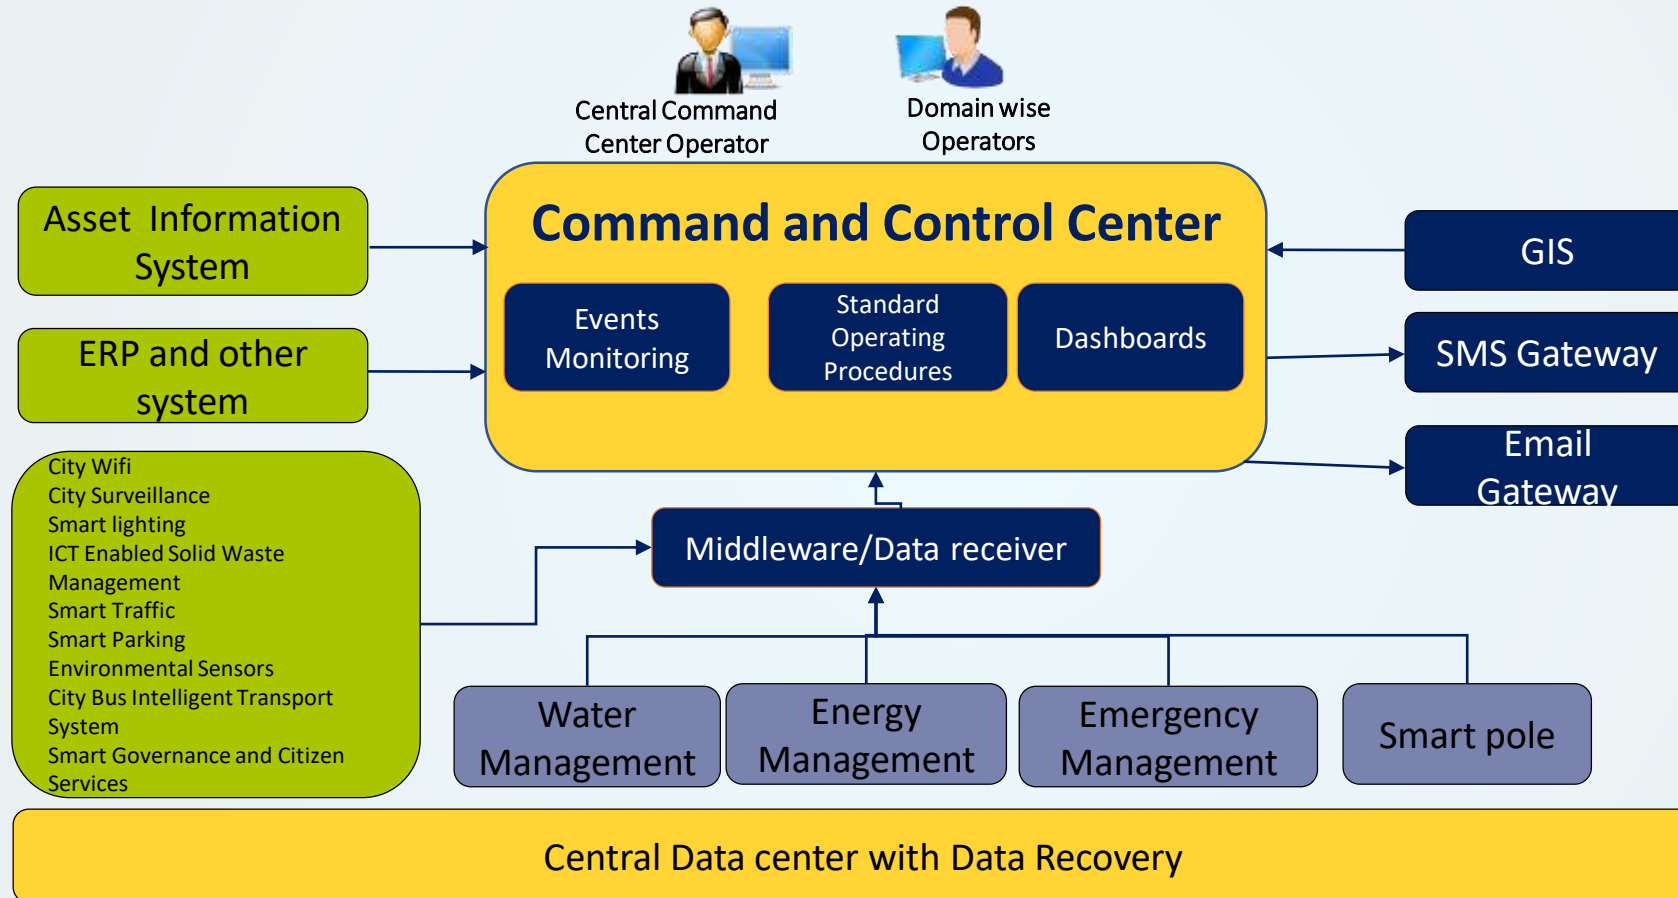 Central Command
Center Operator
Domain wise
Operators
Asset Information
System
Command and Control Center
GIS
Events
Monitoring
Standard
Operating
Procedures
Dashboards
ERP and other
system
SMS Gateway
Email
Gateway
City Wifi
City Surveillance
Smart lighting
ICT Enabled Solid Waste
Management
Smart Traffic
Smart Parking
Environmental Sensors
City Bus Intelligent Transport
System
Smart Governance and Citizen
Services
Middleware/Data receiver
Water
Management
Energy
Management
Emergency
Management
Smart pole
Central Data center with Data Recovery